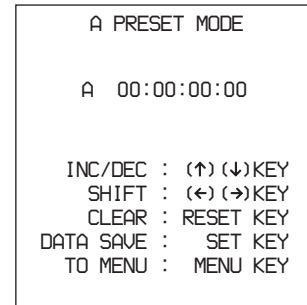 A PRESET MODE
A 00:00:00:00
INC/DEC : (↑)(↓)KEY
SHIFT : (←)(→)KEY
CLEAR : RESET KEY
DATA SAVE : SET KEY
TO MENU : MENU KEY